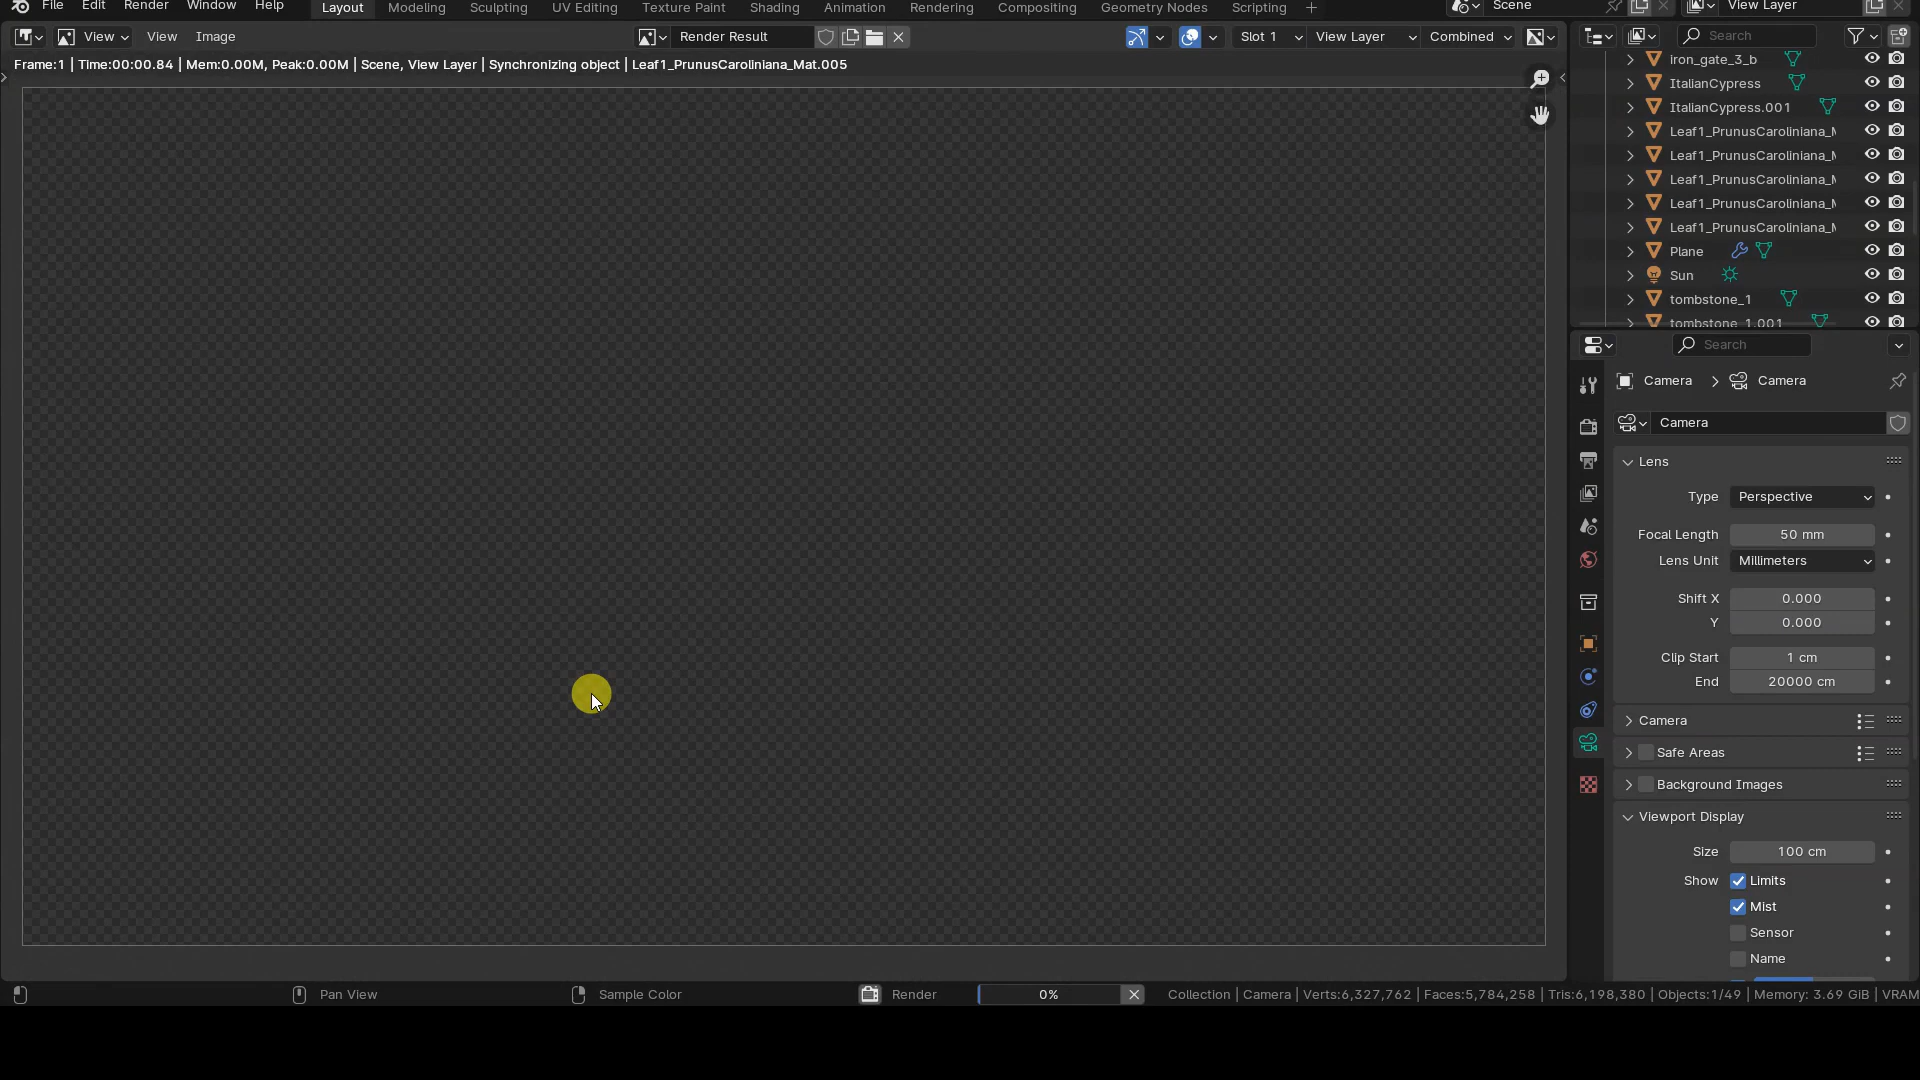 File Edit Render Window Help Layout Modeling Sculpting UV Editing Texture Paint Shading Animation Rendering Compositing Geometry Nodes Scripting + Scene View Layer
View View Image Render Result Slot 1 View Layer Combined Search
Frame:1 | Time:00:00.84 | Mem:0.00M, Peak:0.00M | Scene, View Layer | Synchronizing object | Leaf1_PrunusCaroliniana_Mat.005
iron_gate_3_b
ItalianCypress
ItalianCypress.001
Leaf1_PrunusCaroliniana_M
Leaf1_PrunusCaroliniana_M
Leaf1_PrunusCaroliniana_M
Leaf1_PrunusCaroliniana_M
Leaf1_PrunusCaroliniana_M
Plane
Sun
tombstone_1
tombstone_1.001
Search
Camera > Camera
Camera
Lens
Type Perspective
Focal Length 50 mm
Lens Unit Millimeters
Shift X 0.000
Y 0.000
Clip Start 1 cm
End 20000 cm
Camera
Safe Areas
Background Images
Viewport Display
Size 100 cm
Show Limits
Mist
Sensor
Name
Pan View Sample Color Render 0% Collection | Camera | Verts:6,327,762 | Faces:5,784,258 | Tris:6,198,380 | Objects:1/49 | Memory: 3.69 GiB | VRAM